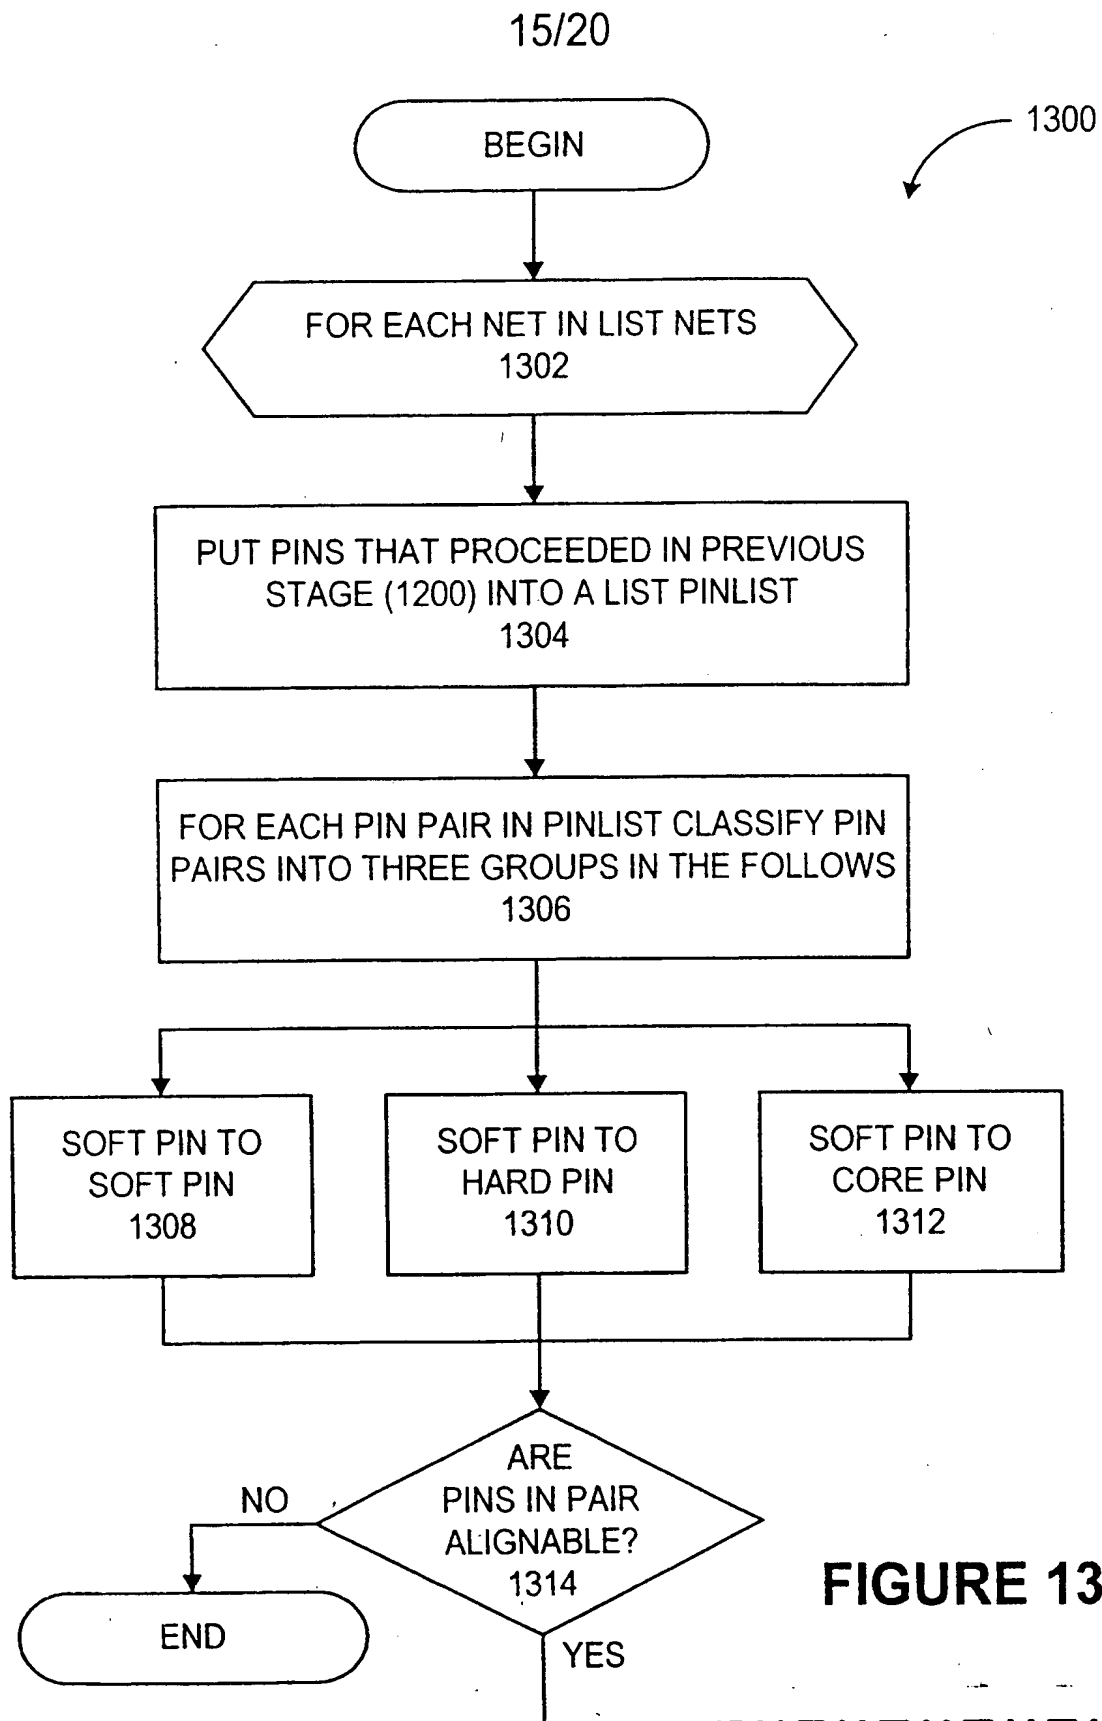 15/20
BEGIN
1300
FOR EACH NET IN LIST NETS
1302
PUT PINS THAT PROCEEDED IN PREVIOUS
STAGE (1200) INTO A LIST PINLIST
1304
FOR EACH PIN PAIR IN PINLIST CLASSIFY PIN
PAIRS INTO THREE GROUPS IN THE FOLLOWS
1306
SOFT PIN TO
SOFT PIN
1308
SOFT PIN TO
HARD PIN
1310
SOFT PIN TO
CORE PIN
1312
ARE
PINS IN PAIR
ALIGNABLE?
1314
NO
END
YES
FIGURE 13